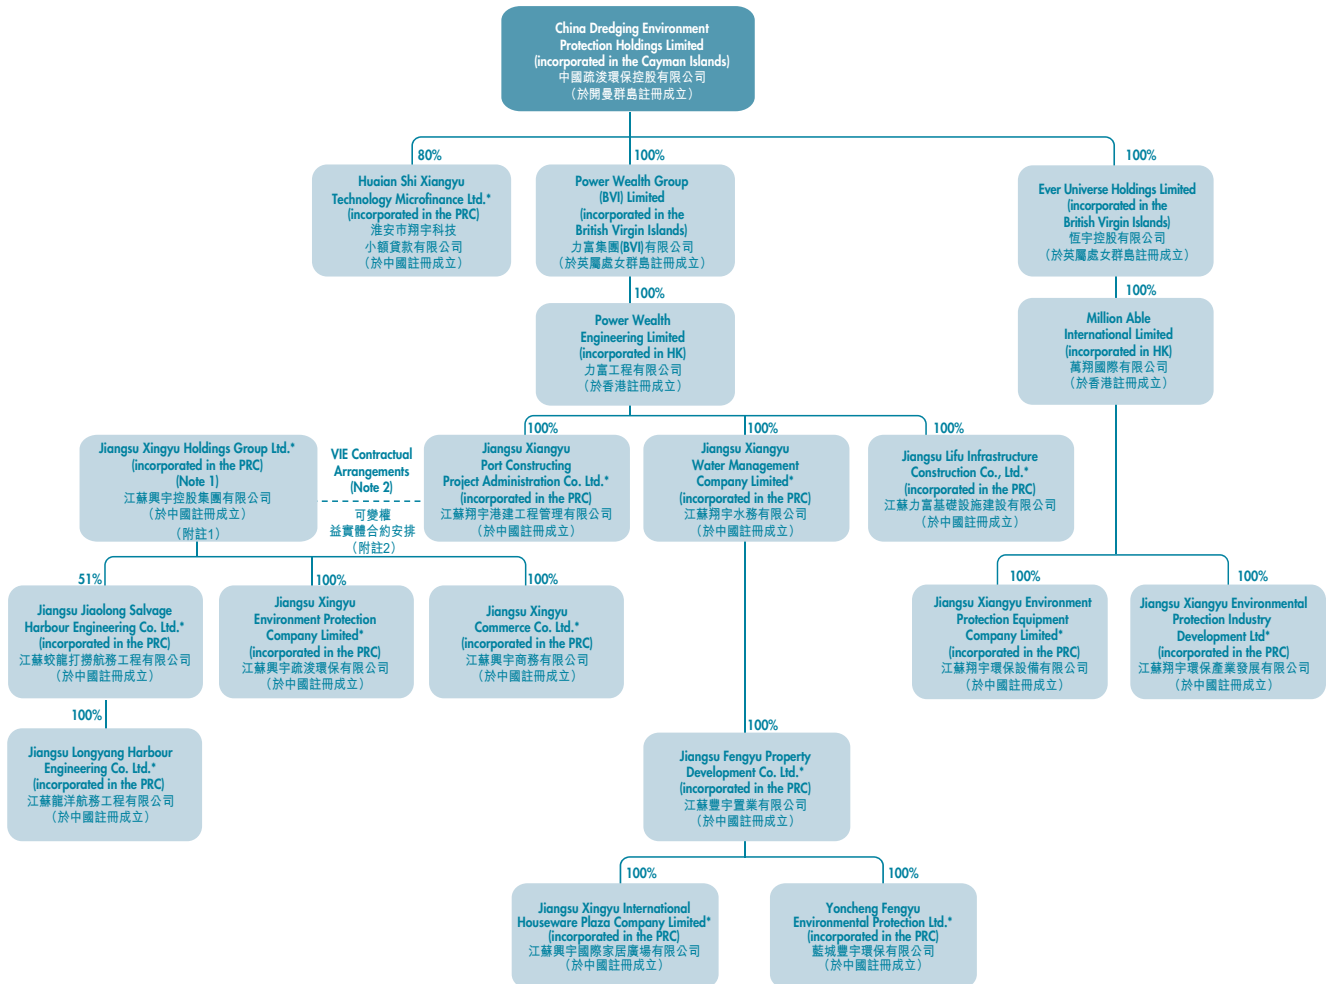 China Dredging Environment
Protection Holdings Limited
(incorporated in the Cayman Islands)
中國疏浚環保控股有限公司
（於開曼群島註冊成立）
80%
Huaian Shi Xiangyu
Technology Microfinance Ltd.*
(incorporated in the PRC)
淮安市翔宇科技
小額貸款有限公司
（於中國註冊成立）
100%
Power Wealth Group
(BVI) Limited
(incorporated in the
British Virgin Islands)
力富集團(BVI)有限公司
（於英屬處女群島註冊成立）
100%
Ever Universe Holdings Limited
(incorporated in the
British Virgin Islands)
恆宇控股有限公司
（於英屬處女群島註冊成立）
100%
Power Wealth
Engineering Limited
(incorporated in HK)
力富工程有限公司
（於香港註冊成立）
100%
Million Able
International Limited
(incorporated in HK)
萬翔國際有限公司
（於香港註冊成立）
Jiangsu Xingyu Holdings Group Ltd.*
(incorporated in the PRC)
(Note 1)
江蘇興宇控股集團有限公司
（於中國註冊成立）
（附註1）
VIE Contractual
Arrangements
(Note 2)
可變權
益實體合約安排
（附註2）
100%
Jiangsu Xiangyu
Port Constructing
Project Administration Co. Ltd.*
(incorporated in the PRC)
江蘇翔宇港建工程管理有限公司
（於中國註冊成立）
100%
Jiangsu Xiangyu
Water Management
Company Limited*
(incorporated in the PRC)
江蘇翔宇水務有限公司
（於中國註冊成立）
100%
Jiangsu Lifu Infrastructure
Construction Co., Ltd.*
(incorporated in the PRC)
江蘇力富基礎設施建設有限公司
（於中國註冊成立）
51%
Jiangsu Jiaolong Salvage
Harbour Engineering Co. Ltd.*
(incorporated in the PRC)
江蘇蛟龍打撈航務工程有限公司
（於中國註冊成立）
100%
Jiangsu Xingyu
Environment Protection
Company Limited*
(incorporated in the PRC)
江蘇興宇疏浚環保有限公司
（於中國註冊成立）
100%
Jiangsu Xingyu
Commerce Co. Ltd.*
(incorporated in the PRC)
江蘇興宇商務有限公司
（於中國註冊成立）
100%
Jiangsu Xiangyu Environment
Protection Equipment
Company Limited*
(incorporated in the PRC)
江蘇翔宇環保設備有限公司
（於中國註冊成立）
100%
Jiangsu Xiangyu Environmental
Protection Industry
Development Ltd*
(incorporated in the PRC)
江蘇翔宇環保產業發展有限公司
（於中國註冊成立）
100%
Jiangsu Longyang Harbour
Engineering Co. Ltd.*
(incorporated in the PRC)
江蘇龍洋航務工程有限公司
（於中國註冊成立）
100%
Jiangsu Fengyu Property
Development Co. Ltd.*
(incorporated in the PRC)
江蘇豐宇置業有限公司
（於中國註冊成立）
100%
Jiangsu Xingyu International
Houseware Plaza Company Limited*
(incorporated in the PRC)
江蘇興宇國際家居廣場有限公司
（於中國註冊成立）
100%
Yoncheng Fengyu
Environmental Protection Ltd.*
(incorporated in the PRC)
藍城豐宇環保有限公司
（於中國註冊成立）